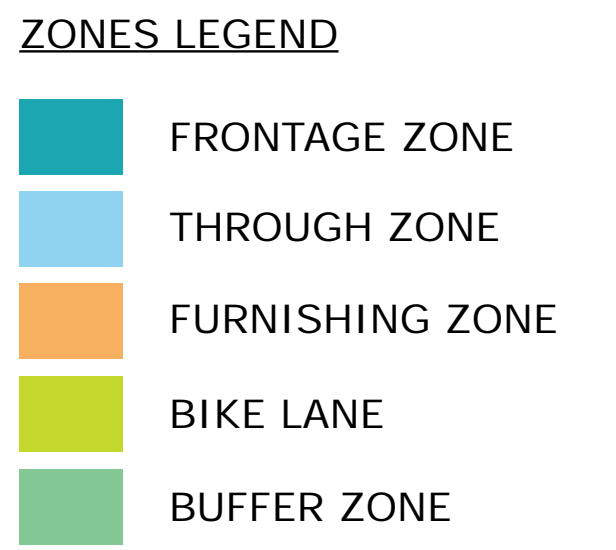 ZONES LEGEND
FRONTAGE ZONE
THROUGH ZONE
FURNISHING ZONE
BIKE LANE
BUFFER ZONE